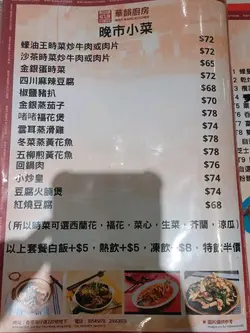 華韻廚房
晚市小菜
蠔油王時菜炒牛肉或肉片 $72
沙茶時菜炒牛肉或肉片 $72
金銀蛋時菜 $65
四川麻辣豆腐 $68
椒鹽豬扒 $70
金銀蒸茄子 $70
啫啫福花煲 $70
雲耳蒸滑雞 $74
冬菜蒸黃花魚 $78
五柳煎黃花魚 $78
回鍋肉 $70
小炒皇 $74
豆腐火腩煲 $74
紅燒豆腐 $68
(所以時菜可選西蘭花，福花，菜心，生菜，芥蘭，涼瓜)
以上套餐白飯+$5，熱飲+$5，凍飲+$8，特飲半價